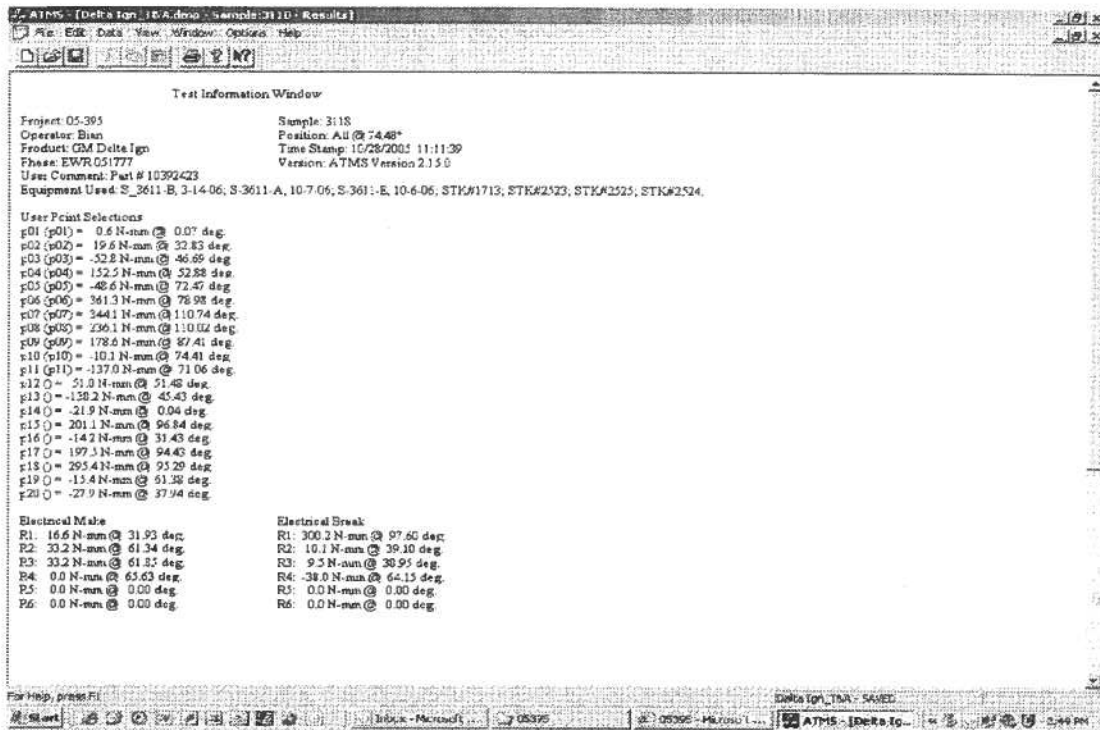 ATMS - [Delta Ign_18A.dmo - Sample:3118 - Results]
File Edit Data View Window Options Help
Test Information Window
Project: 05-395
Sample: 3118
Operator: Bian
Position: All @ 74.48°
Product: GM Delta Ign
Time Stamp: 10/28/2005 11:11:39
Phase: EWR 051777
Version: ATMS Version 2.15.0
User Comment: Part # 10392423
Equipment Used: S_3611-B, 3-14-06; S-3611-A, 10-7-06; S-3611-E, 10-6-06; STK#1713; STK#2523; STK#2525; STK#2524,
User Point Selections
p01 (p01) = 0.6 N-mm @ 0.07 deg.
p02 (p02) = 19.6 N-mm @ 32.83 deg.
p03 (p03) = -52.8 N-mm @ 46.69 deg.
p04 (p04) = 152.5 N-mm @ 52.88 deg.
p05 (p05) = -48.6 N-mm @ 72.47 deg.
p06 (p06) = 361.3 N-mm @ 78.98 deg.
p07 (p07) = 344.1 N-mm @ 110.74 deg.
p08 (p08) = 236.1 N-mm @ 110.02 deg.
p09 (p09) = 178.6 N-mm @ 87.41 deg.
p10 (p10) = -10.1 N-mm @ 74.41 deg.
p11 (p11) = -137.0 N-mm @ 71.06 deg.
p12 () = 51.0 N-mm @ 51.48 deg.
p13 () = -138.2 N-mm @ 45.43 deg.
p14 () = -21.9 N-mm @ 0.04 deg.
p15 () = 201.1 N-mm @ 96.84 deg.
p16 () = -14.2 N-mm @ 31.43 deg.
p17 () = 197.5 N-mm @ 94.43 deg.
p18 () = 295.4 N-mm @ 95.29 deg.
p19 () = -15.4 N-mm @ 61.38 deg.
p20 () = -27.9 N-mm @ 37.94 deg.
Electrical Make
Electrical Break
R1: 16.6 N-mm @ 31.93 deg.
R1: 300.2 N-mm @ 97.60 deg.
R2: 33.2 N-mm @ 61.34 deg.
R2: 10.1 N-mm @ 39.10 deg.
R3: 33.2 N-mm @ 61.85 deg.
R3: 9.5 N-mm @ 38.95 deg.
R4: 0.0 N-mm @ 65.63 deg.
R4: -38.0 N-mm @ 64.15 deg.
R5: 0.0 N-mm @ 0.00 deg.
R5: 0.0 N-mm @ 0.00 deg.
R6: 0.0 N-mm @ 0.00 deg.
R6: 0.0 N-mm @ 0.00 deg.
For Help, press F1
Delta Ign_18A - SAVED
Start
Inbox - Microsoft ...
05395
05395 - Microsoft ...
ATMS - [Delta Ig...
2:49 PM